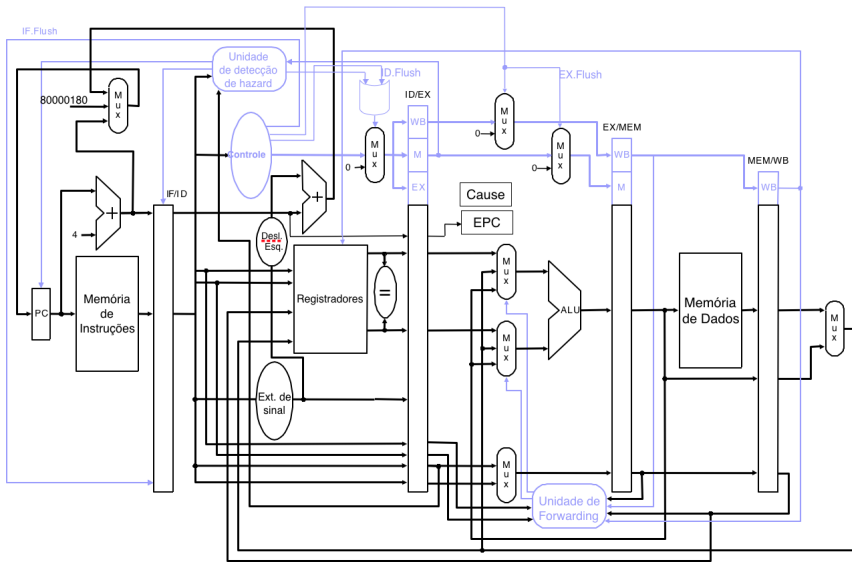 IF.Flush
Unidade
de detecção
de hazard
ID.Flush
EX.Flush
M
u
x
80000180
ID/EX
WB
M
EX
M
u
x
0
EX/MEM
WB
M
MEM/WB
WB
Controle
M
u
x
0
M
u
x
0
IF/ID
+
+
Cause
EPC
4
Desl.
Esq.
PC
Memória
de
Instruções
Registradores
=
M
u
x
ALU
Memória
de Dados
M
u
x
M
u
x
Ext. de
sinal
M
u
x
Unidade de
Forwarding